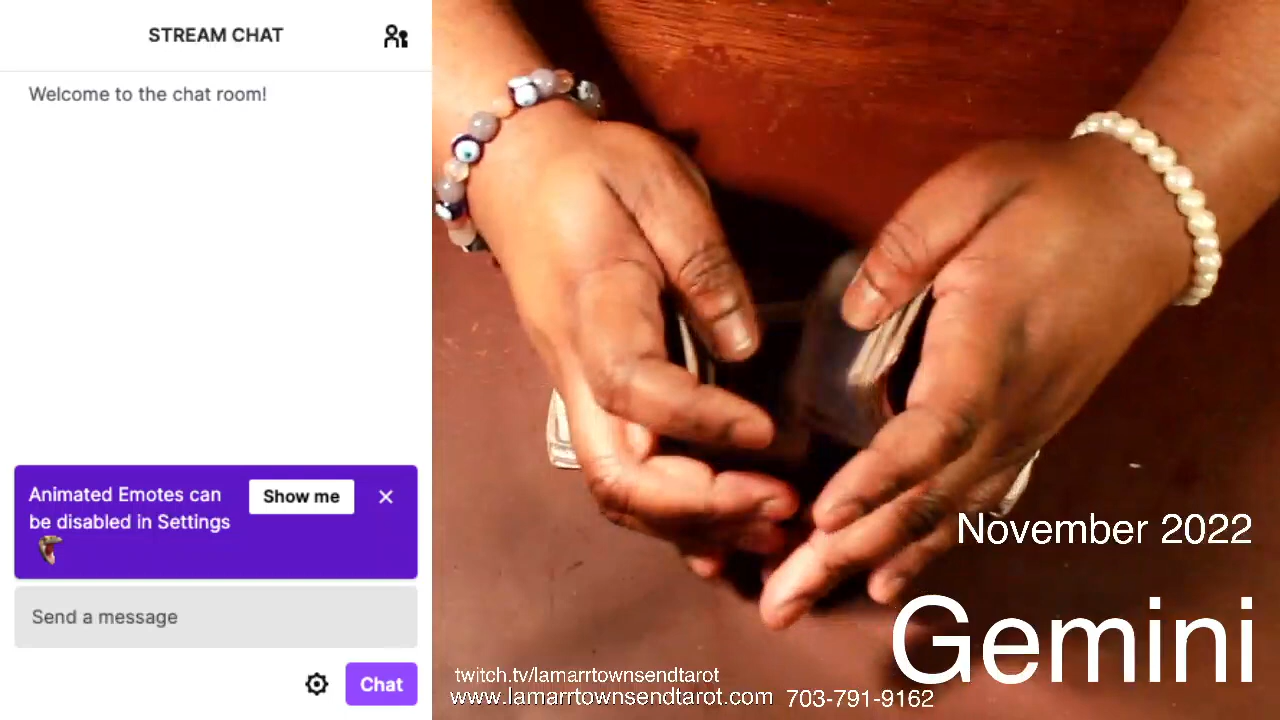 STREAM CHAT
Welcome to the chat room!
Animated Emotes can
be disabled in Settings
Show me
Send a message
Chat
November 2022
Gemini
twitch.tv/lamarrtownsendtarot
www.lamarrtownsendtarot.com 703-791-9162